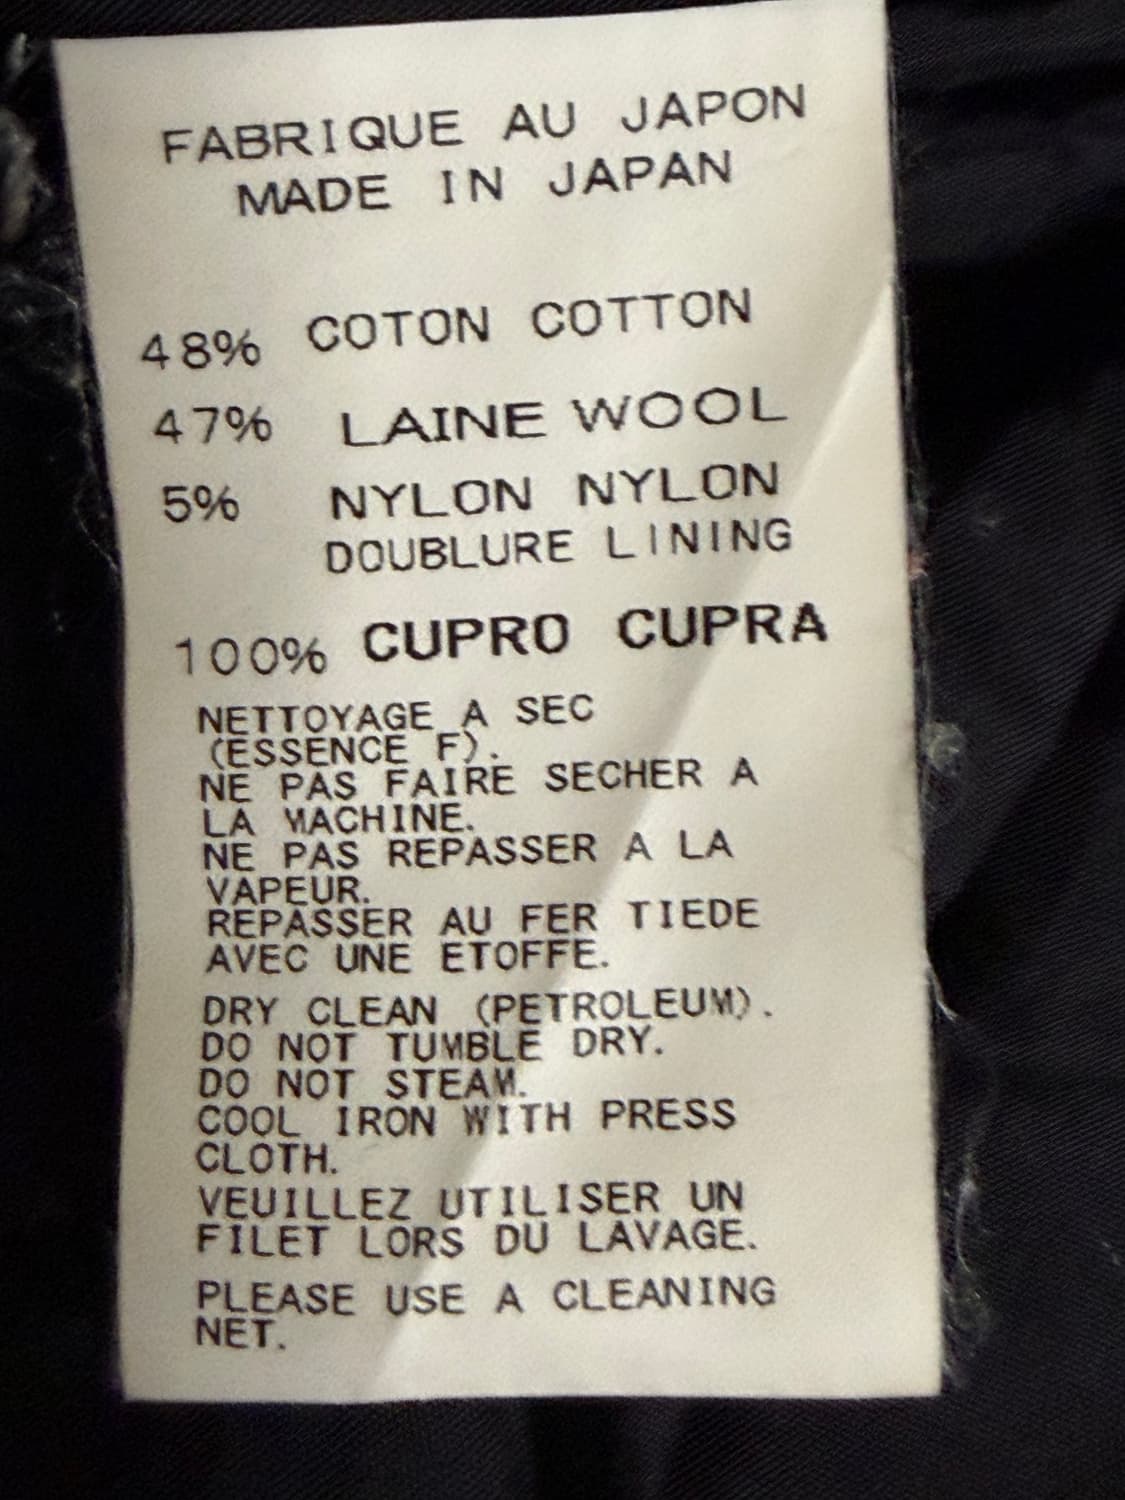 FABRIQUE AU JAPON
MADE IN JAPAN
48% COTON COTTON
47% LAINE WOOL
5% NYLON NYLON
DOUBLURE LINING
100% CUPRO CUPRA
NETTOYAGE A SEC
(ESSENCE F).
NE PAS FAIRE SECHER A
LA MACHINE.
NE PAS REPASSER A LA
VAPEUR.
REPASSER AU FER TIEDE
AVEC UNE ETOFFE.
DRY CLEAN (PETROLEUM).
DO NOT TUMBLE DRY.
DO NOT STEAM.
COOL IRON WITH PRESS
CLOTH.
VEUILLEZ UTILISER UN
FILET LORS DU LAVAGE.
PLEASE USE A CLEANING
NET.